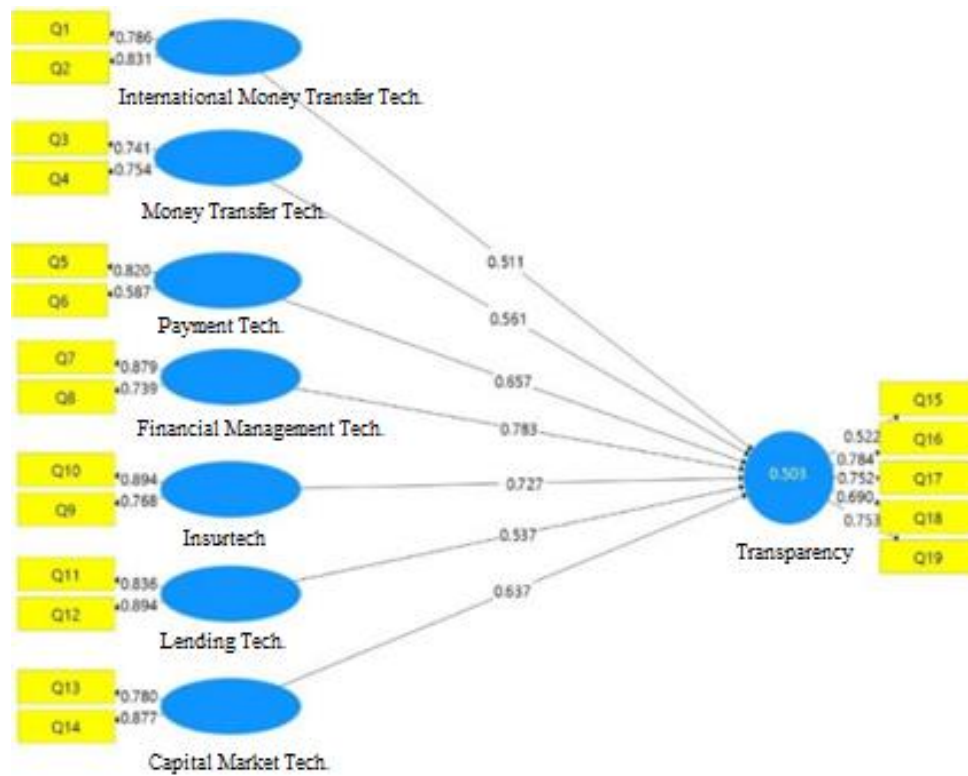 Q1
0.786
Q2
0.831
International Money Transfer Tech.
Q3
0.741
Q4
0.754
Money Transfer Tech.
0.511
Q5
0.820
Q6
0.587
0.561
Payment Tech.
Q7
0.879
Q8
0.739
0.657
Financial Management Tech.
0.783
Q10
0.894
Q9
0.768
0.727
Insurtech
0.537
Q11
0.836
Q12
0.894
Lending Tech.
0.637
Q13
0.780
Q14
0.877
Capital Market Tech.
0.503
Transparency
Q15
0.522
Q16
0.784
Q17
0.752
0.690
Q18
0.753
Q19